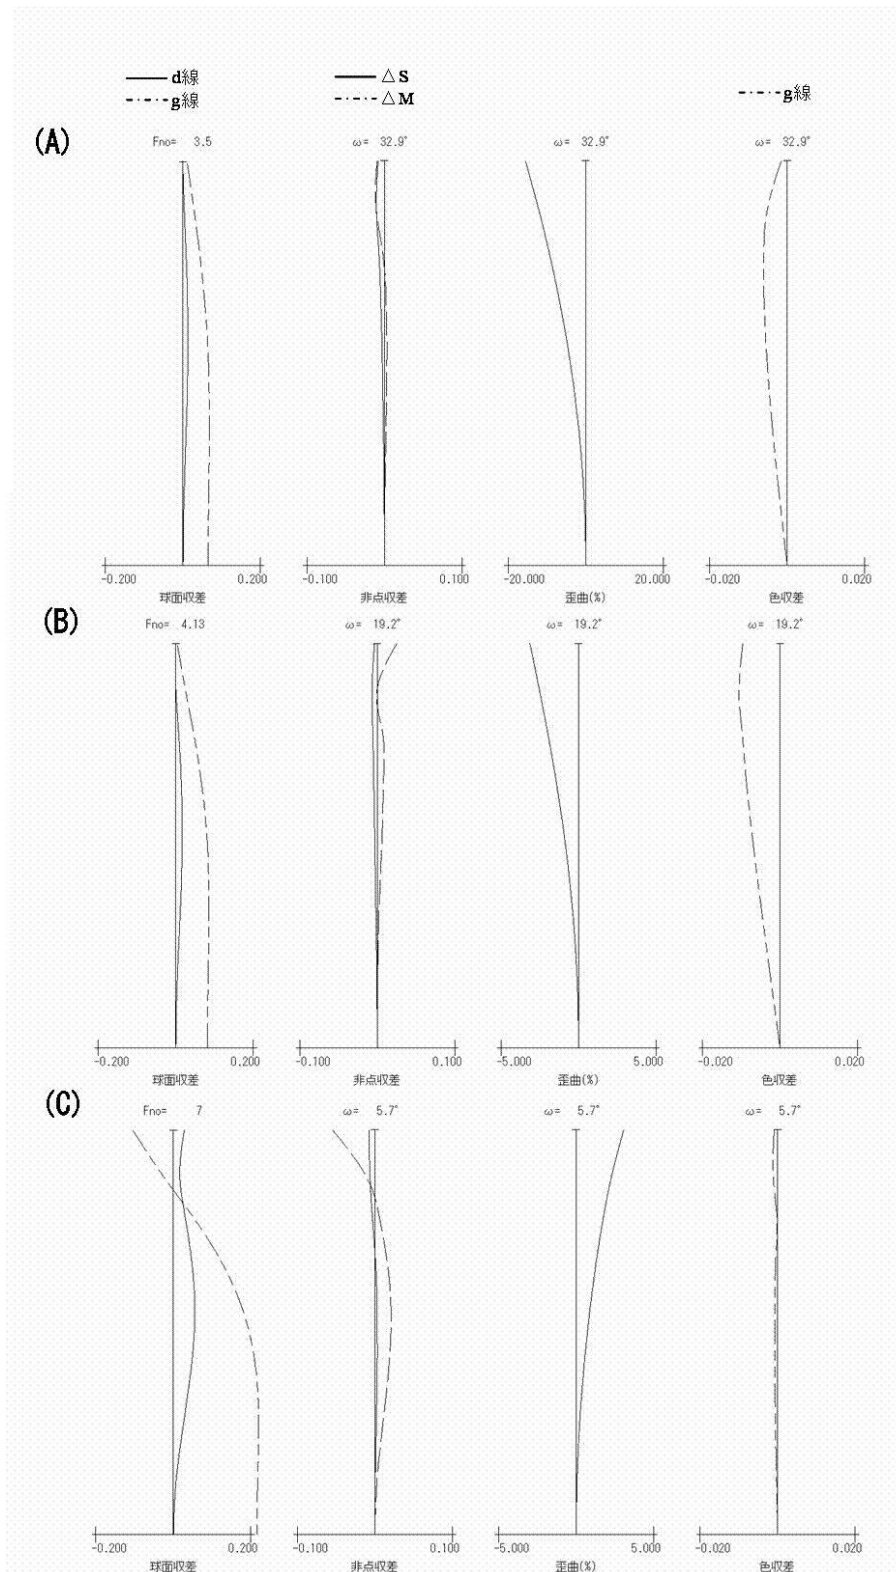 d線
g線
△S
△M
g線
(A)
Fno= 3.5
ω= 32.9°
ω= 32.9°
ω= 32.9°
-0.200 0.200
球面収差
-0.100 0.100
非点収差
-20.000 20.000
歪曲(%)
-0.020 0.020
色収差
(B)
Fno= 4.13
ω= 19.2°
ω= 19.2°
ω= 19.2°
-0.200 0.200
球面収差
-0.100 0.100
非点収差
-5.000 5.000
歪曲(%)
-0.020 0.020
色収差
(C)
Fno= 7
ω= 5.7°
ω= 5.7°
ω= 5.7°
-0.200 0.200
球面収差
-0.100 0.100
非点収差
-5.000 5.000
歪曲(%)
-0.020 0.020
色収差